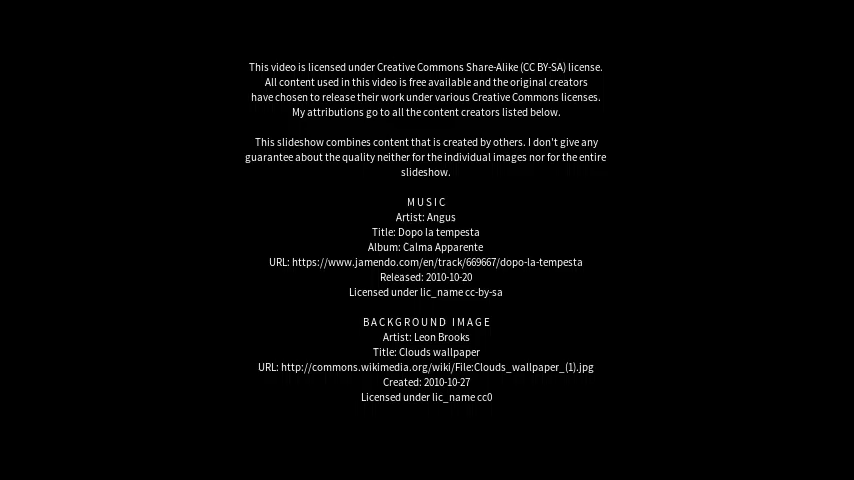 This video is licensed under Creative Commons Share-Alike (CC BY-SA) license.
All content used in this video is free available and the original creators
have chosen to release their work under various Creative Commons licenses.
My attributions go to all the content creators listed below.
This slideshow combines content that is created by others. I don't give any
guarantee about the quality neither for the individual images nor for the entire
slideshow.
MUSIC
Artist: Angus
Title: Dopo la tempesta
Album: Calma Apparente
URL: https://www.jamendo.com/en/track/669667/dopo-la-tempesta
Released: 2010-10-20
Licensed under lic_name cc-by-sa
BACKGROUND IMAGE
Artist: Leon Brooks
Title: Clouds wallpaper
URL: http://commons.wikimedia.org/wiki/File:Clouds_wallpaper_(1).jpg
Created: 2010-10-27
Licensed under lic_name cc0